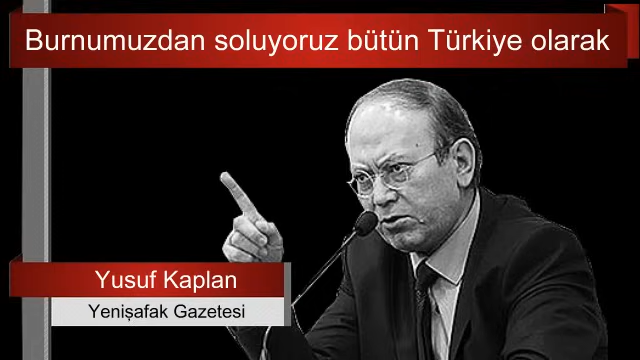 Burnumuzdan soluyoruz bütün Türkiye olarak
Yusuf Kaplan
Yenişafak Gazetesi